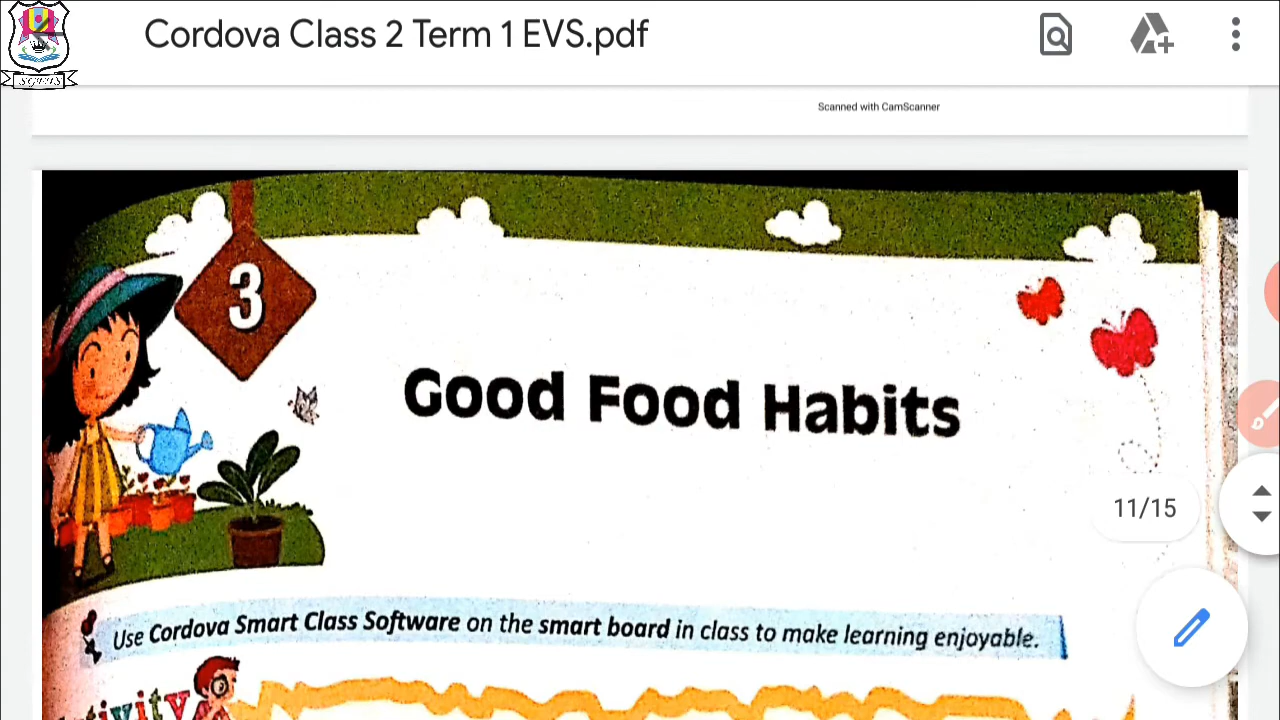 Cordova Class 2 Term 1 EVS.pdf
Scanned with CamScanner
3
Good Food Habits
11/15
Use Cordova Smart Class Software on the smart board in class to make learning enjoyable.